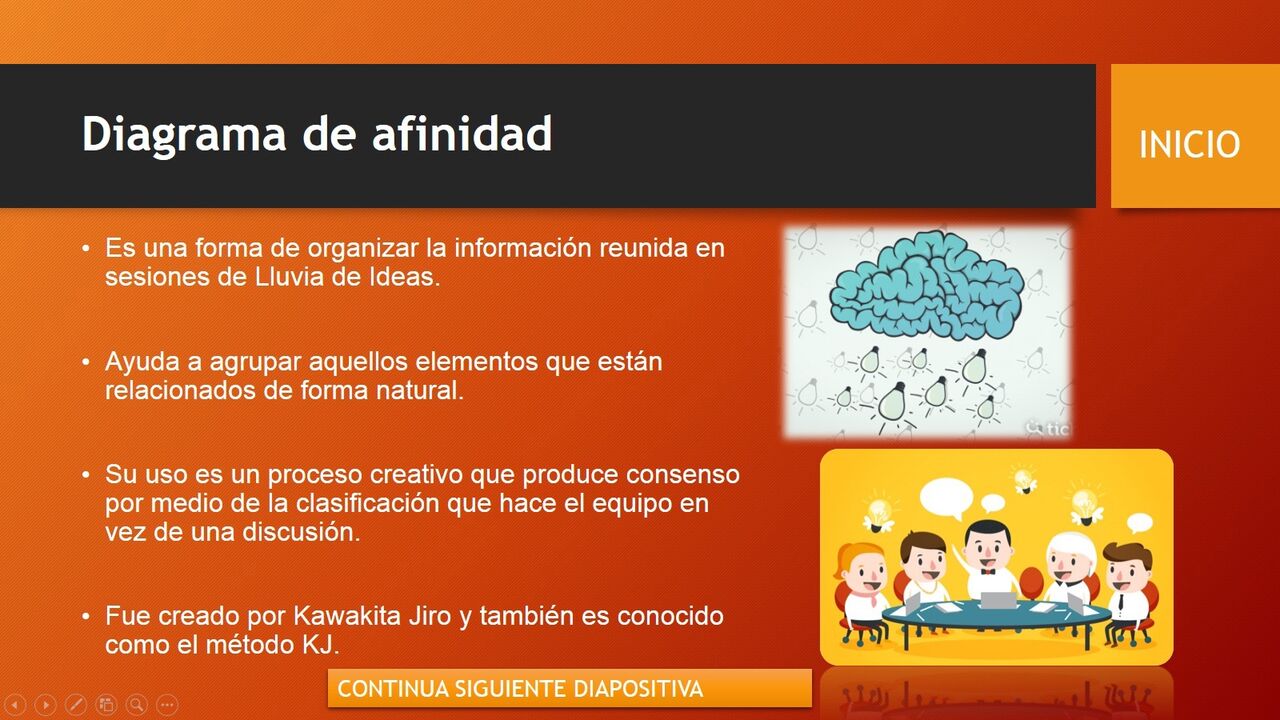 Diagrama de afinidad
INICIO
• Es una forma de organizar la información reunida en
sesiones de Lluvia de Ideas.
• Ayuda a agrupar aquellos elementos que están
relacionados de forma natural.
• Su uso es un proceso creativo que produce consenso
por medio de la clasificación que hace el equipo en
vez de una discusión.
• Fue creado por Kawakita Jiro y también es conocido
como el método KJ.
tic
CONTINUA SIGUIENTE DIAPOSITIVA